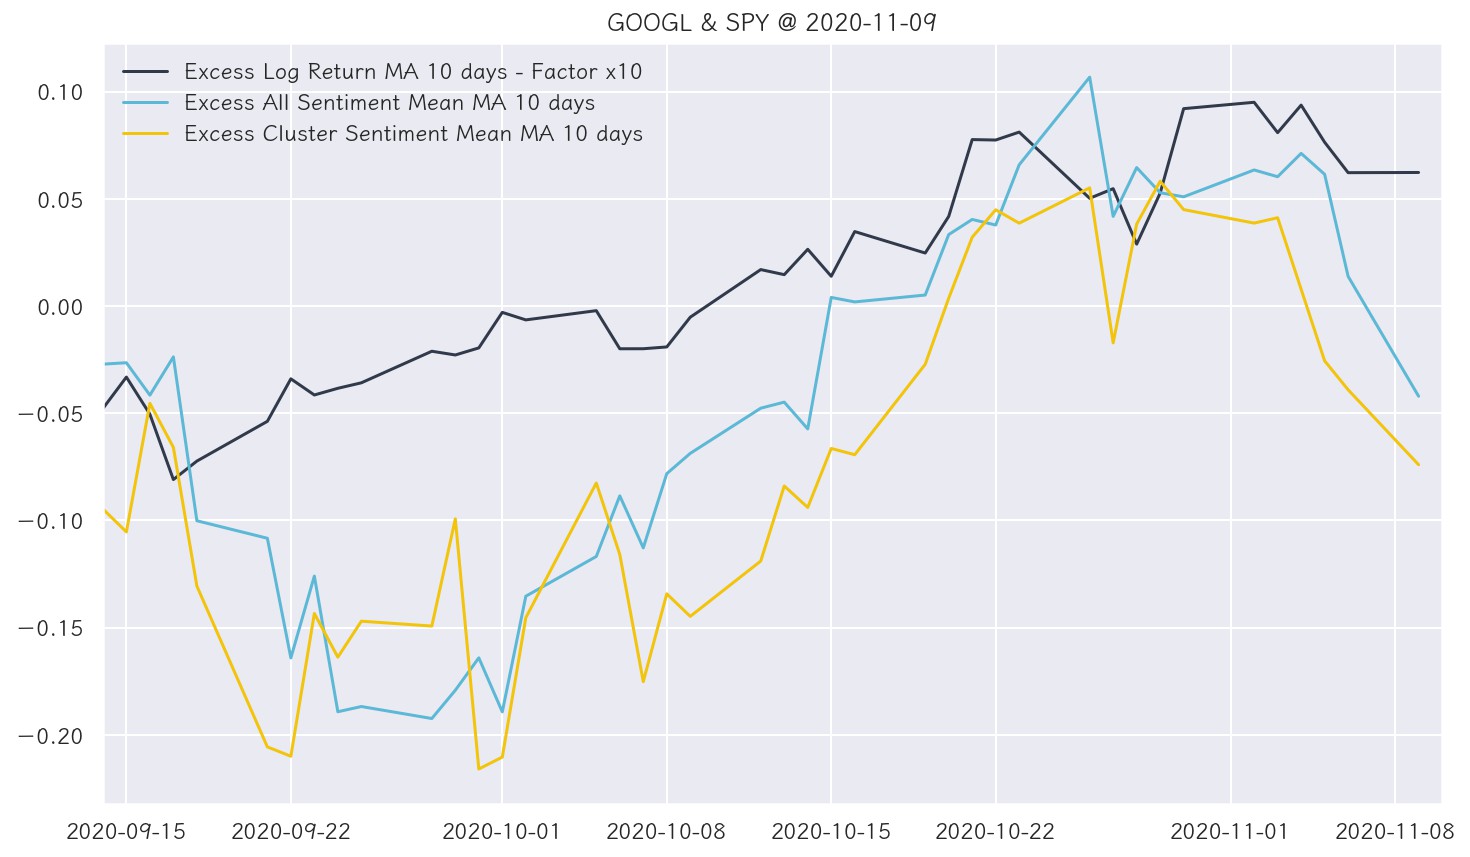 GOOGL & SPY @ 2020-11-09
Excess Log Return MA 10 days - Factor x10
Excess All Sentiment Mean MA 10 days
Excess Cluster Sentiment Mean MA 10 days
0.10
0.05
0.00
−0.05
−0.10
−0.15
−0.20
2020-09-15 2020-09-22 2020-10-01 2020-10-08 2020-10-15 2020-10-22 2020-11-01 2020-11-08